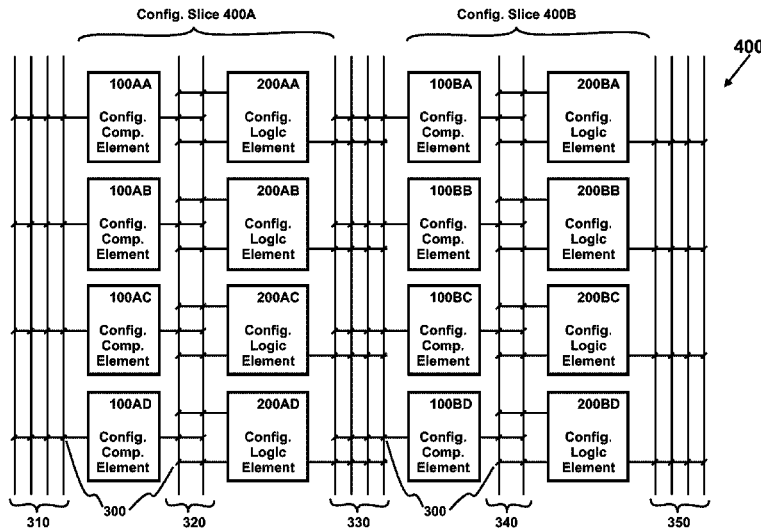 Config. Slice 400A
Config. Slice 400B
400
100AA
Config.
Comp.
Element
200AA
Config.
Logic
Element
100BA
Config.
Comp.
Element
200BA
Config.
Logic
Element
100AB
Config.
Comp.
Element
200AB
Config.
Logic
Element
100BB
Config.
Comp.
Element
200BB
Config.
Logic
Element
100AC
Config.
Comp.
Element
200AC
Config.
Logic
Element
100BC
Config.
Comp.
Element
200BC
Config.
Logic
Element
100AD
Config.
Comp.
Element
200AD
Config.
Logic
Element
100BD
Config.
Comp.
Element
200BD
Config.
Logic
Element
310
300
320
330
300
340
350